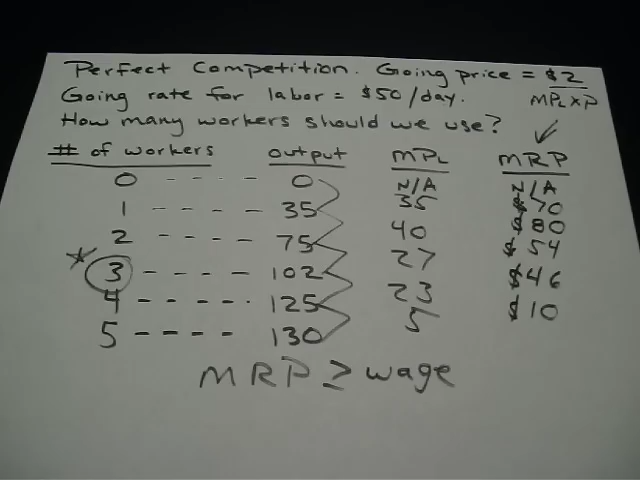 Perfect Competition. Going price = $2
Going rate for labor = $50/day. MPL x P
How many workers should we use?
# of workers output MPL MRP
0 - - - - 0 N/A N/A
1 - - - - 35 35 $70
2 - - - - 75 40 $80
3 - - - - 102 27 $54
4 - - - - 125 23 $46
5 - - - - 130 5 $10
MRP ≥ wage